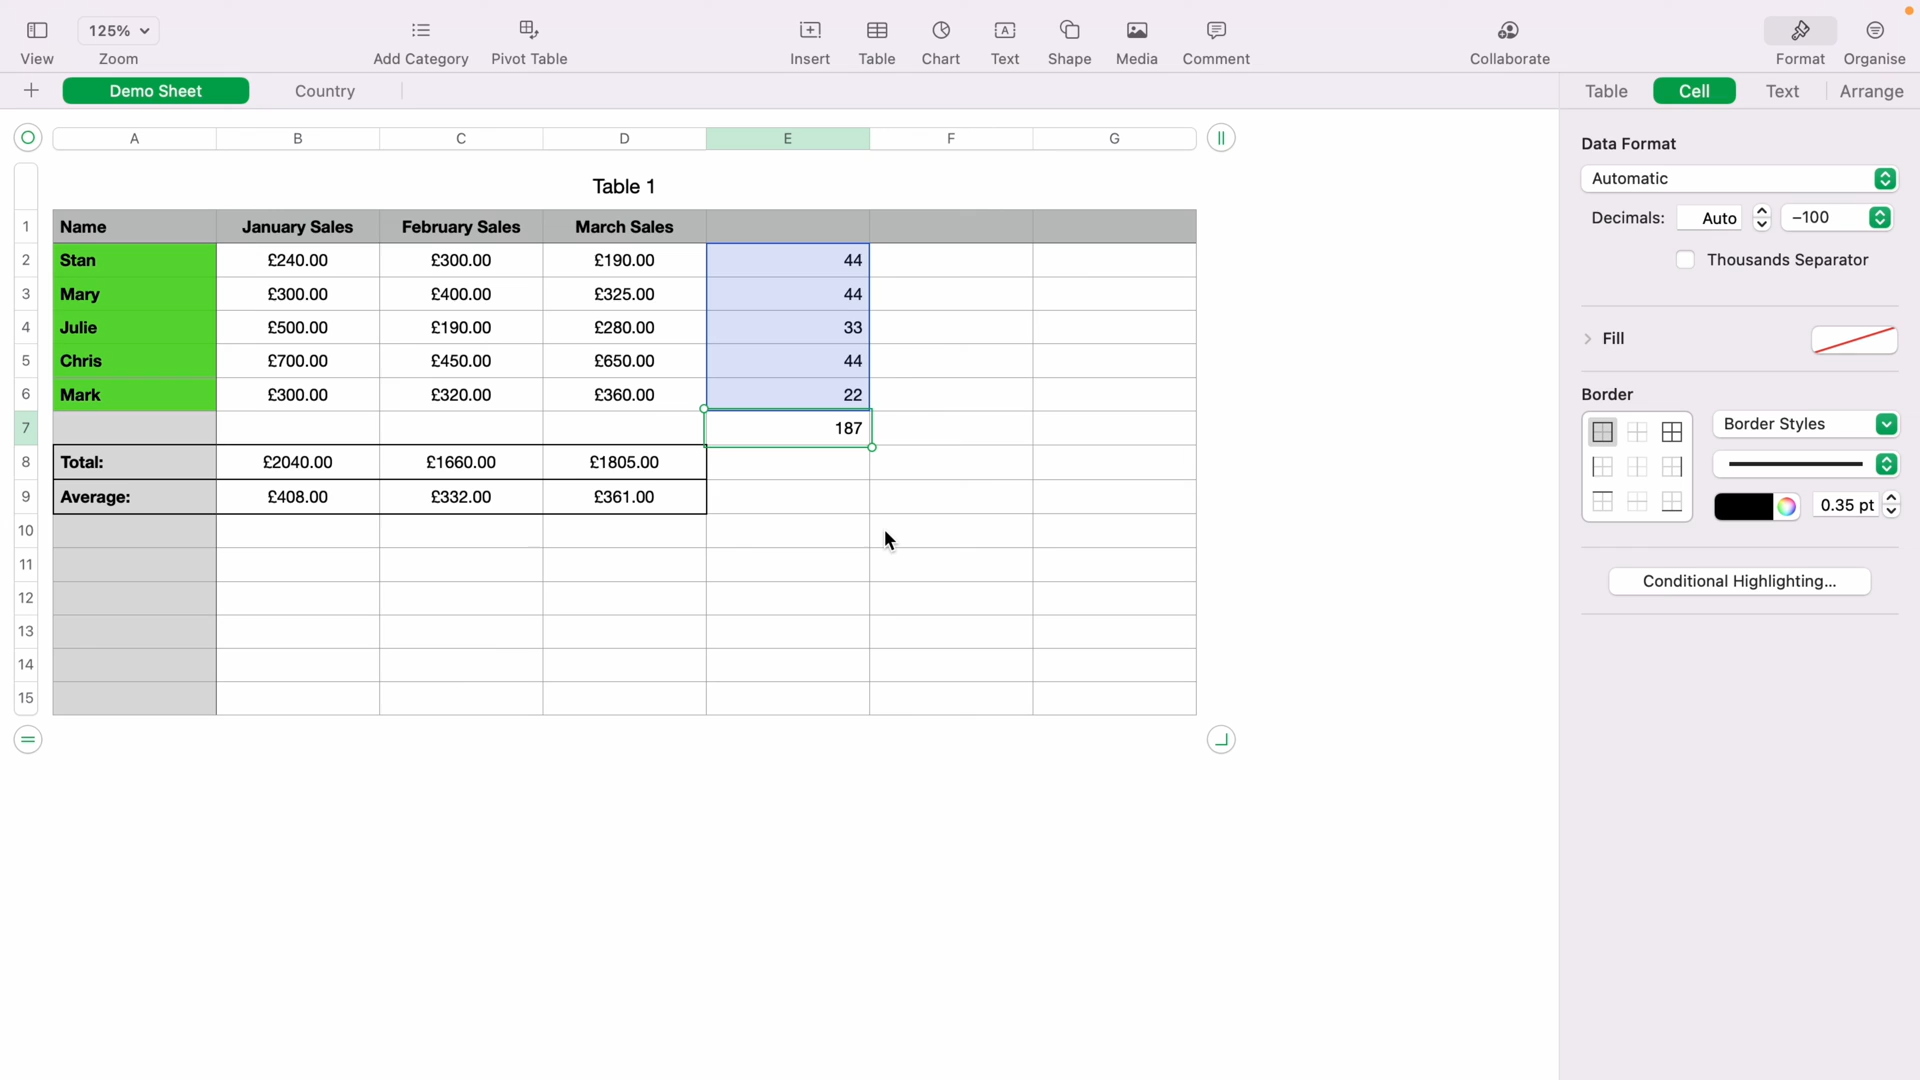 125%
View Zoom Add Category Pivot Table Insert Table Chart Text Shape Media Comment Collaborate Format Organise
Demo Sheet Country
Table Cell Text Arrange
A B C D E F G
Table 1
1 Name January Sales February Sales March Sales
2 Stan £240.00 £300.00 £190.00 44
3 Mary £300.00 £400.00 £325.00 44
4 Julie £500.00 £190.00 £280.00 33
5 Chris £700.00 £450.00 £650.00 44
6 Mark £300.00 £320.00 £360.00 22
7 187
8 Total: £2040.00 £1660.00 £1805.00
9 Average: £408.00 £332.00 £361.00
10
11
12
13
14
15
Data Format
Automatic
Decimals: Auto –100
Thousands Separator
Fill
Border
Border Styles
0.35 pt
Conditional Highlighting...